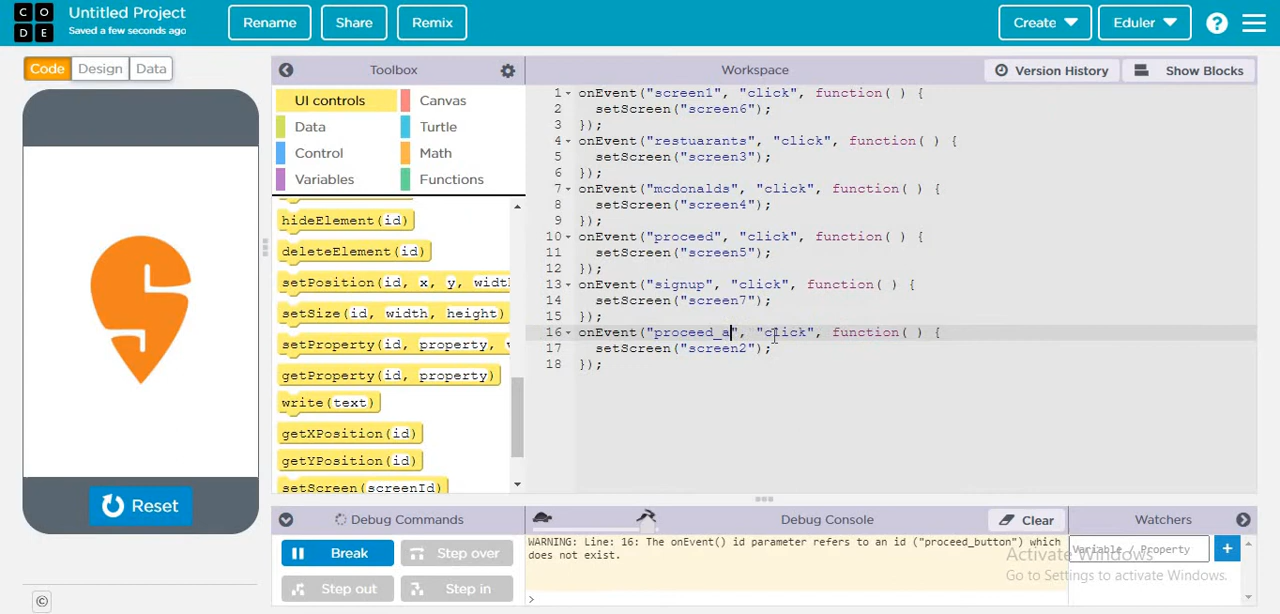 CODE
Untitled Project
Saved a few seconds ago
Rename
Share
Remix
Create
Eduler
?
Code
Design
Data
Toolbox
Workspace
Version History
Show Blocks
UI controls
Canvas
Data
Turtle
Control
Math
Variables
Functions
hideElement(id)
deleteElement(id)
setPosition(id, x, y, widt
setSize(id, width, height)
setProperty(id, property,
getProperty(id, property)
write(text)
getXPosition(id)
getYPosition(id)
setScreen(screenId)
1 onEvent("screen1", "click", function( ) {
2 setScreen("screen6");
3 });
4 onEvent("restuarants", "click", function( ) {
5 setScreen("screen3");
6 });
7 onEvent("mcdonalds", "click", function( ) {
8 setScreen("screen4");
9 });
10 onEvent("proceed", "click", function( ) {
11 setScreen("screen5");
12 });
13 onEvent("signup", "click", function( ) {
14 setScreen("screen7");
15 });
16 onEvent("proceed_a", "click", function( ) {
17 setScreen("screen2");
18 });
Reset
Debug Commands
Break
Step over
Step out
Step in
Debug Console
Clear
WARNING: Line: 16: The onEvent() id parameter refers to an id ("proceed_button") which
does not exist.
>
Watchers
Variable / Property
+
Activate Windows
Go to Settings to activate Windows.
©